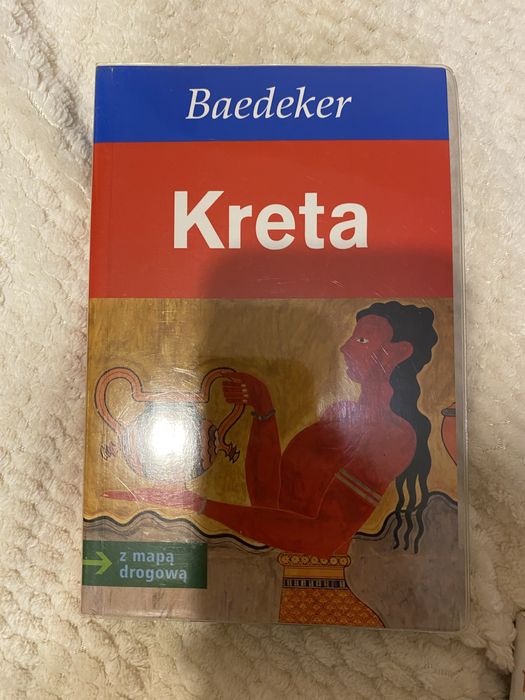 Baedeker
Kreta
z mapą
drogową